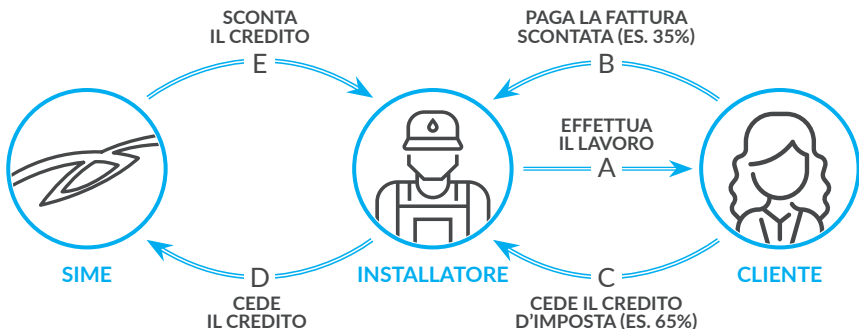 SCONTA
IL CREDITO
E
PAGA LA FATTURA
SCONTATA (ES. 35%)
B
EFFETTUA
IL LAVORO
A
SIME
D
CEDE
IL CREDITO
INSTALLATORE
C
CEDE IL CREDITO
D’IMPOSTA (ES. 65%)
CLIENTE